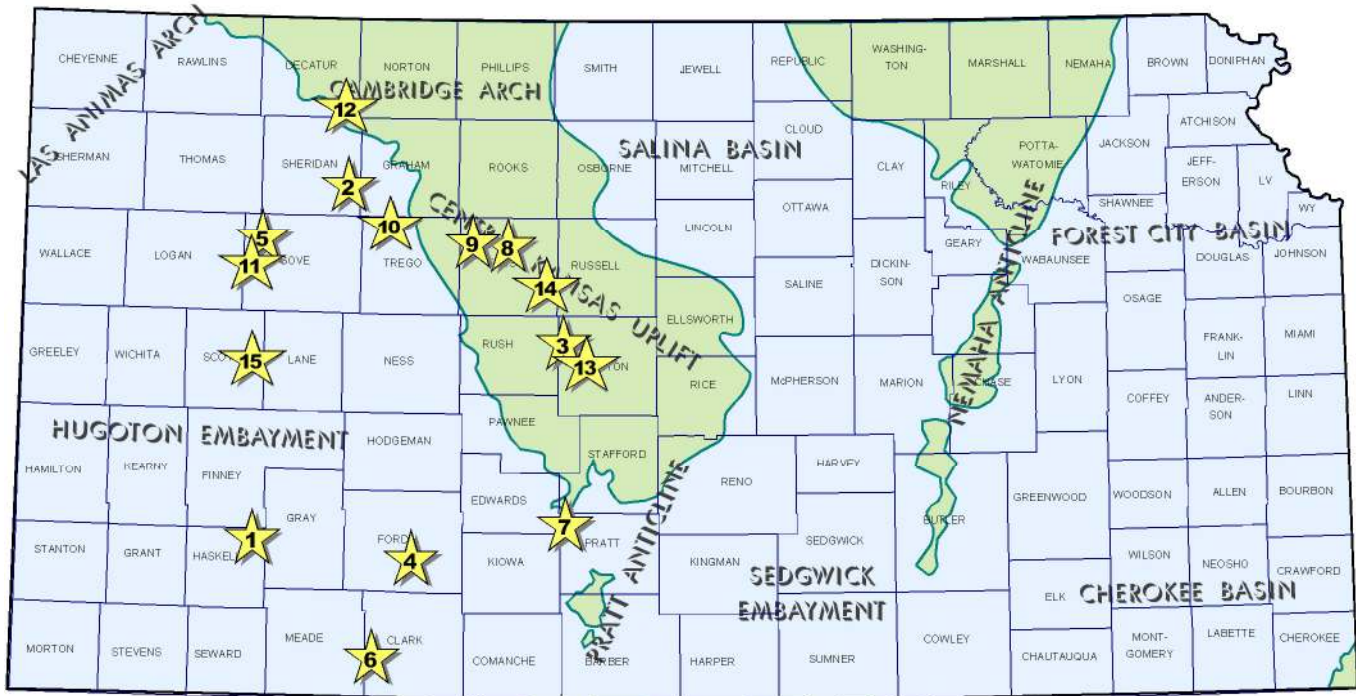 CHEYENNE
RAWLINS
DECATUR
NORTON
PHILLIPS
SMITH
JEWELL
REPUBLIC
WASHING-
TON
MARSHALL
NEMAHA
BROWN
DONIPHAN
LAS ANIMAS ARCH
CAMBRIDGE ARCH
12
SHERMAN
THOMAS
SHERIDAN
GRAHAM
ROOKS
OSBORNE
MITCHELL
SALINA BASIN
CLOUD
CLAY
RILEY
POTTA-
WATOMIE
JACKSON
ATCHISON
JEFF-
ERSON
LV
WY
2
OTTAWA
SHAWNEE
10
5
11
9
8
WALLACE
LOGAN
GOVE
TREGO
RUSSELL
LINCOLN
GEARY
WABAUNSEE
FOREST CITY BASIN
DOUGLAS
JOHNSON
SALINE
DICKIN-
SON
OSAGE
14
KANSAS UPLIFT
ELLSWORTH
NEMAHA ANTICLINE
GREELEY
WICHITA
15
LANE
NESS
RUSH
3
13
RICE
McPHERSON
MARION
CHASE
LYON
FRANK-
LIN
MIAMI
COFFEY
ANDER-
SON
LINN
PAWNEE
HUGOTON EMBAYMENT
HODGEMAN
STAFFORD
HAMILTON
KEARNY
FINNEY
EDWARDS
RENO
HARVEY
BUTLER
GREENWOOD
WOODSON
ALLEN
BOURBON
GRAY
1
STANTON
GRANT
HASKELL
FORD
4
KIOWA
7
PRATT
PRATT ANTICLINE
KINGMAN
SEDGWICK
SEDGWICK
EMBAYMENT
WILSON
NEOSHO
CRAWFORD
ELK
CHEROKEE BASIN
MORTON
STEVENS
SEWARD
MEADE
CLARK
6
COMANCHE
BARBER
HARPER
SUMNER
COWLEY
CHAUTAUQUA
MONT-
GOMERY
LABETTE
CHEROKEE